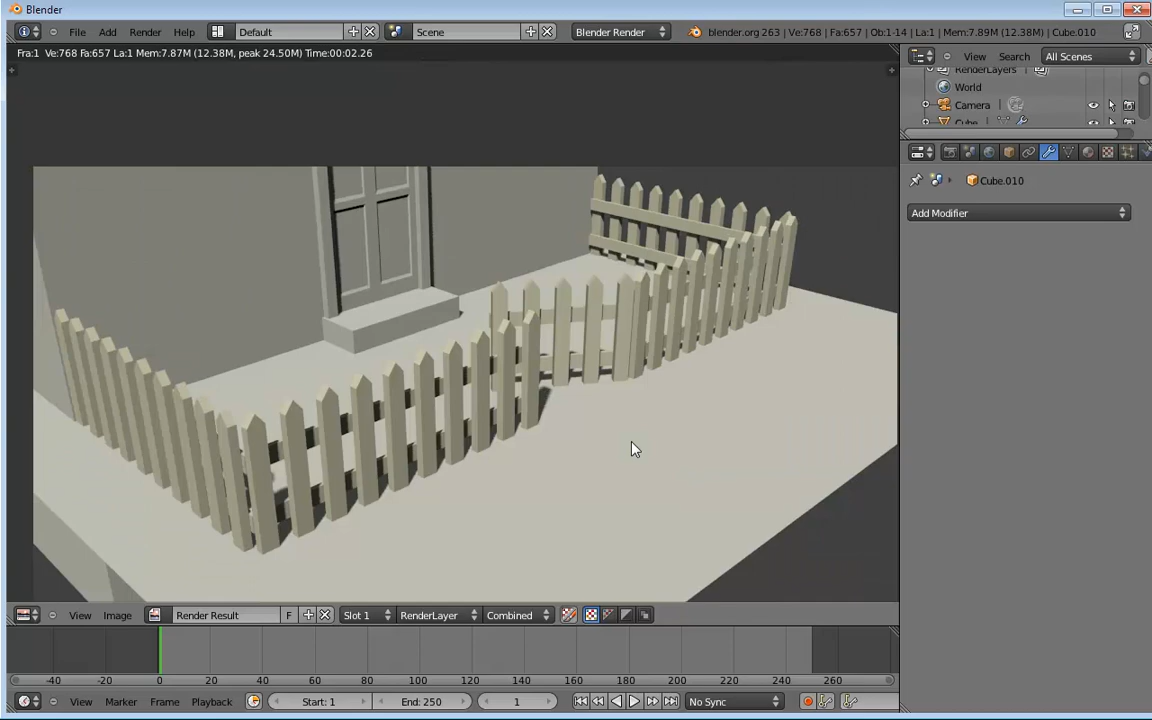 Blender
File Add Render Help Default Scene Blender Render blender.org 263 | Ve:768 | Fa:657 | Ob:1-14 | La:1 | Mem:7.89M (12.38M) | Cube.010
Fra:1 Ve:768 Fa:657 La:1 Mem:7.87M (12.38M, peak 24.50M) Time:00:02.26
View Search All Scenes
RenderLayers
World
Camera
Cube
Cube.010
Add Modifier
View Image Render Result F Slot 1 RenderLayer Combined
-40 -20 0 20 40 60 80 100 120 140 160 180 200 220 240 260 280
View Marker Frame Playback Start: 1 End: 250 1 No Sync